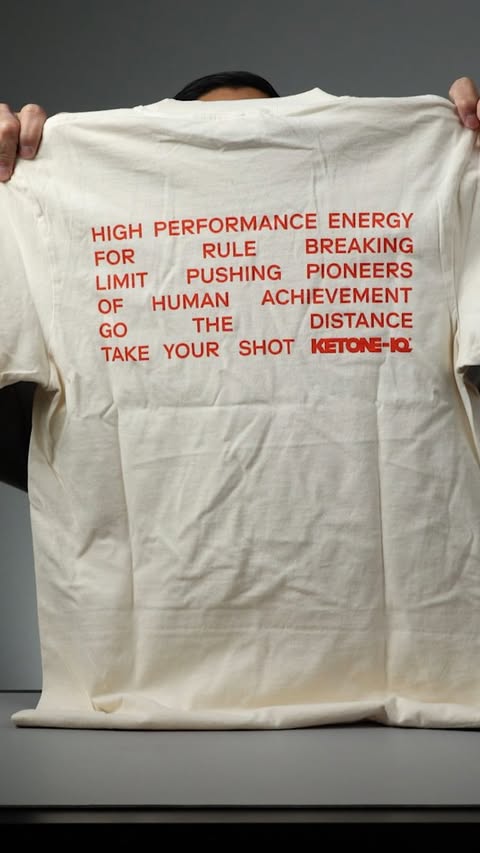 HIGH PERFORMANCE ENERGY
FOR RULE BREAKING
LIMIT PUSHING PIONEERS
OF HUMAN ACHIEVEMENT
GO THE DISTANCE
TAKE YOUR SHOT KETONE-IQ